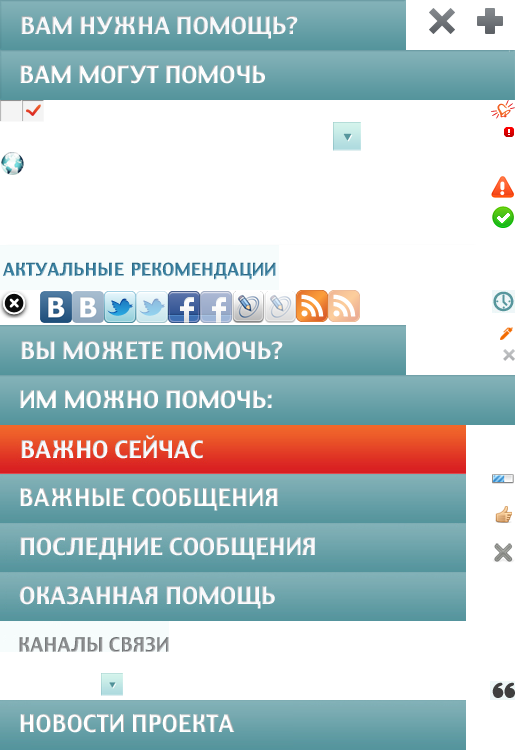 ВАМ НУЖНА ПОМОЩЬ?
ВАМ МОГУТ ПОМОЧЬ
АКТУАЛЬНЫЕ РЕКОМЕНДАЦИИ
B B f f
ВЫ МОЖЕТЕ ПОМОЧЬ?
ИМ МОЖНО ПОМОЧЬ:
ВАЖНО СЕЙЧАС
ВАЖНЫЕ СООБЩЕНИЯ
ПОСЛЕДНИЕ СООБЩЕНИЯ
ОКАЗАННАЯ ПОМОЩЬ
КАНАЛЫ СВЯЗИ
НОВОСТИ ПРОЕКТА